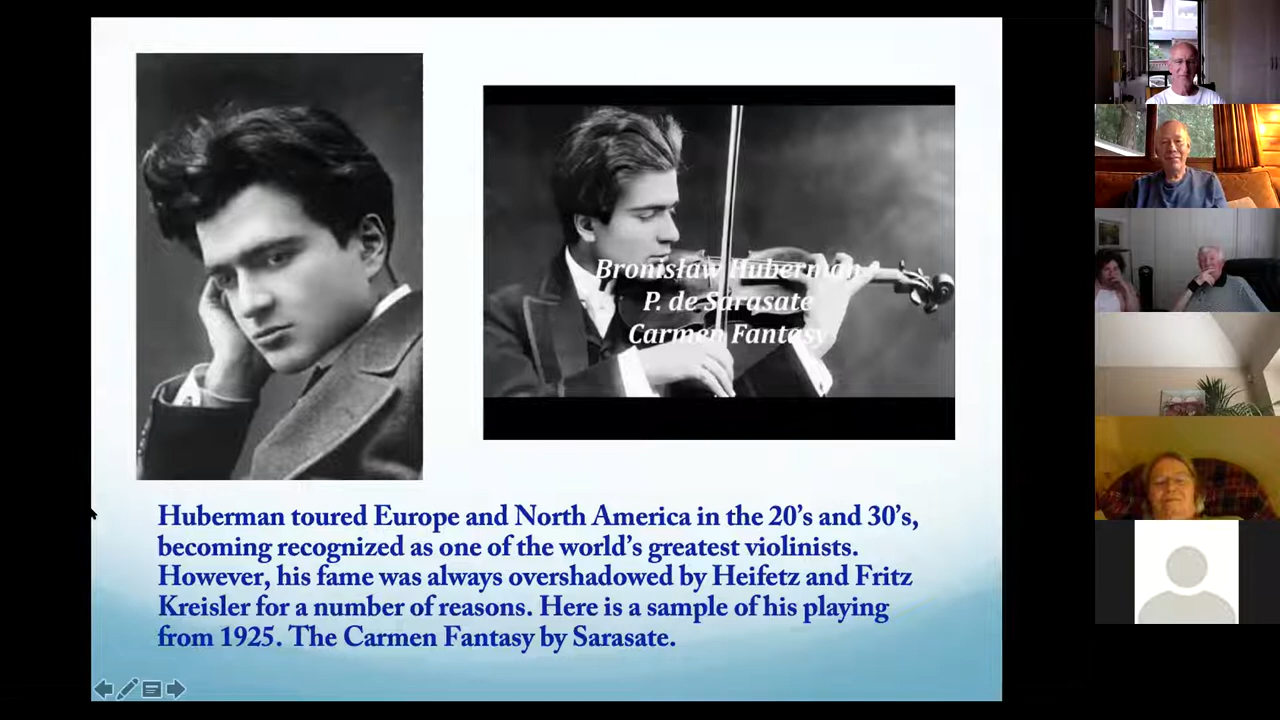 Bronisław Huberman
P. de Sarasate
Carmen Fantasy
Huberman toured Europe and North America in the 20’s and 30’s,
becoming recognized as one of the world’s greatest violinists.
However, his fame was always overshadowed by Heifetz and Fritz
Kreisler for a number of reasons. Here is a sample of his playing
from 1925. The Carmen Fantasy by Sarasate.